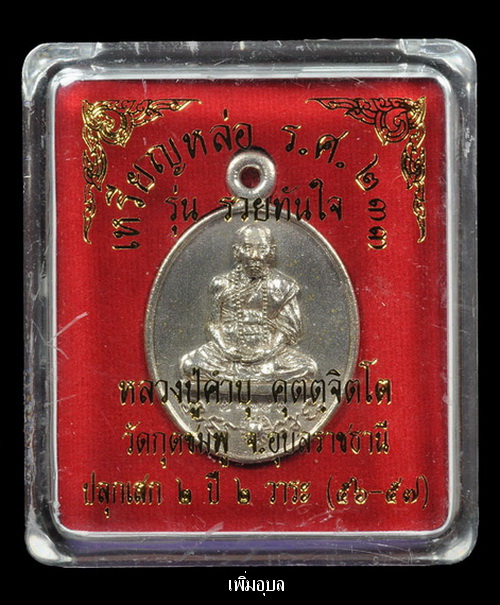 เหรียญหล่อ ร.ศ. ๒๓๓
รุ่น รวยทันใจ
หลวงปู่คำบุ คุตฺตจิตฺโต
วัดกุดชมภู จ.อุบลราชธานี
ปลุกเสก ๒ ปี ๒ วาระ (๕๖-๕๗)
เพิ่มอุบล